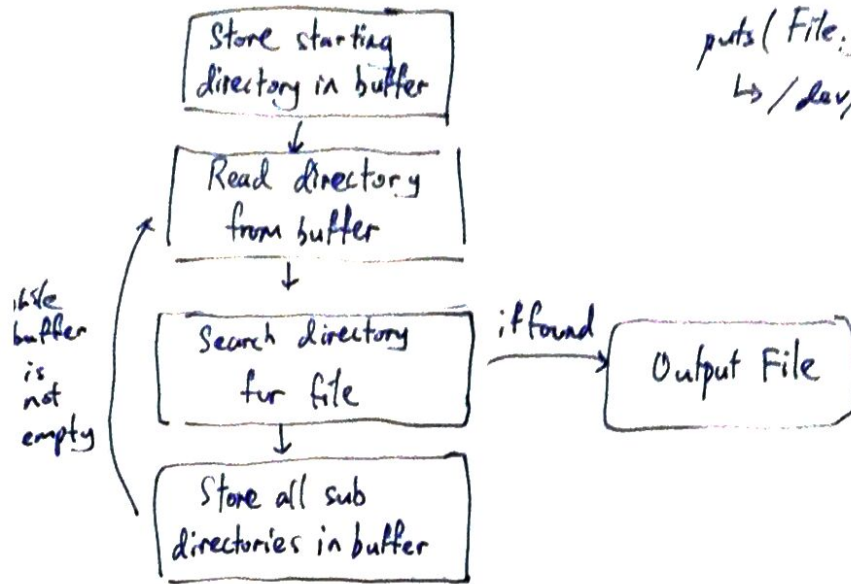 Store starting
directory in buffer
puts( File:
↳ /dev/
Read directory
from buffer
buffer
is
not
empty
Search directory
for file
if found
Output File
Store all sub
directories in buffer